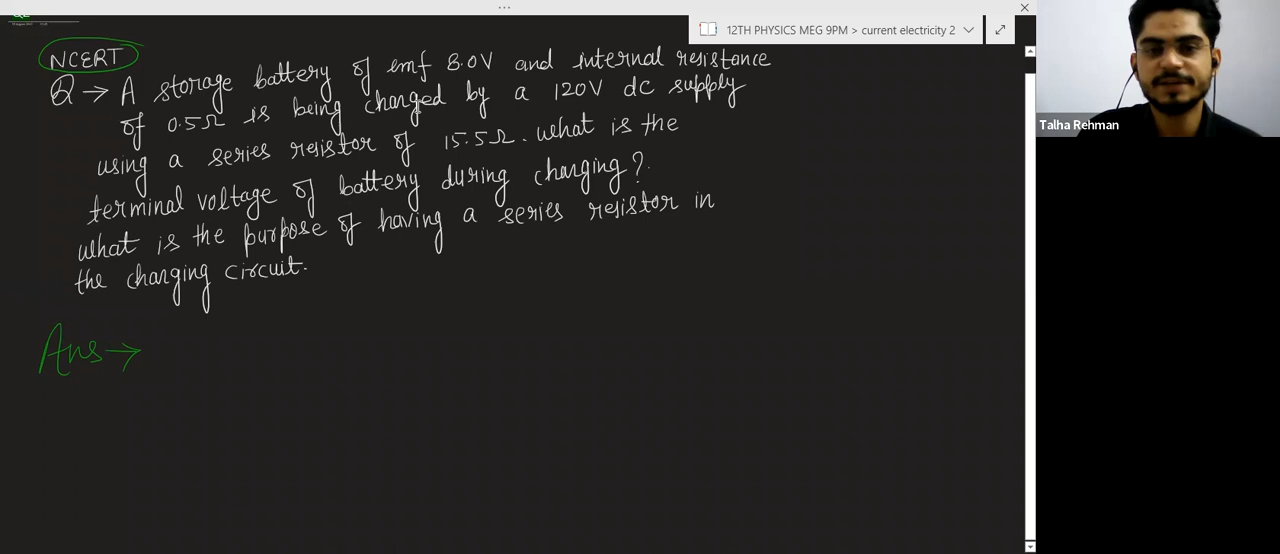 Q2
12TH PHYSICS MEG 9PM > current electricity 2
Talha Rehman
NCERT
Q → A storage battery of emf 8.0V and internal resistance
of 0.5Ω is being charged by a 120V dc supply
using a series resistor of 15.5Ω. what is the
terminal voltage of battery during charging?
what is the purpose of having a series resistor in
the charging circuit.
Ans →